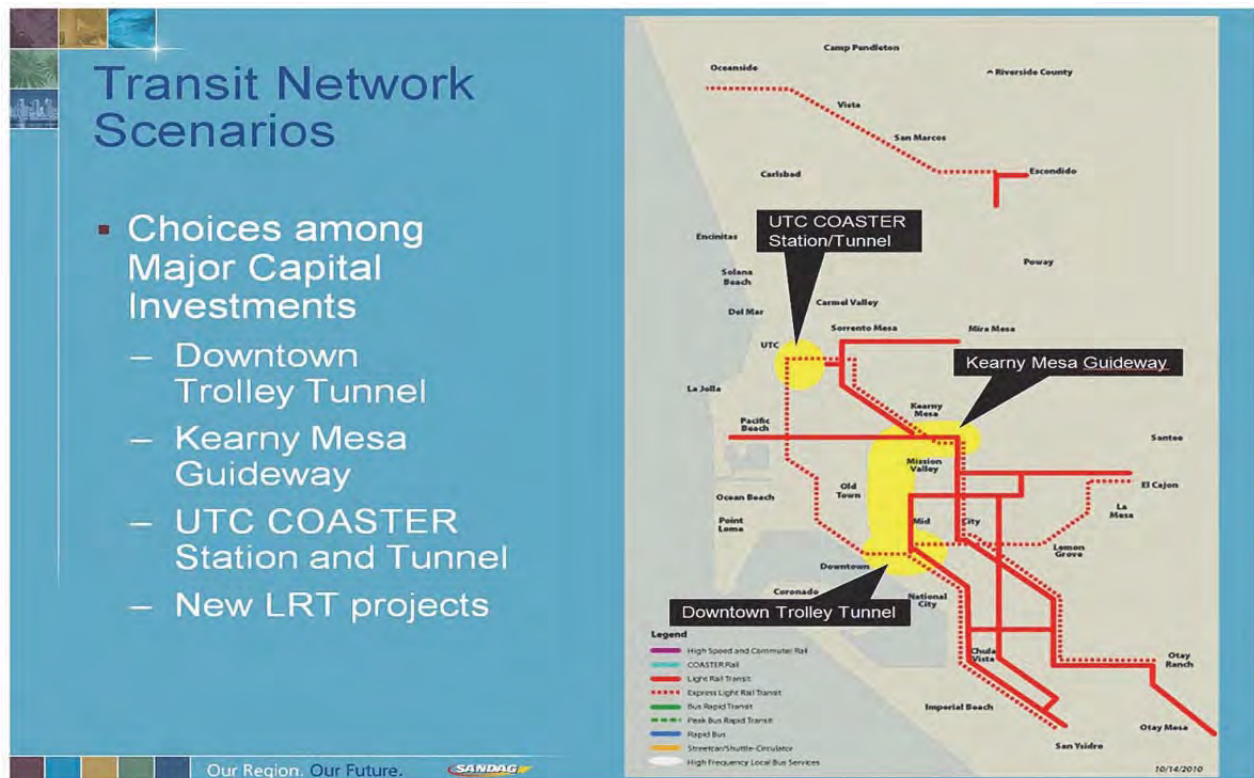 Transit Network
Scenarios
▪ Choices among
Major Capital
Investments
– Downtown
Trolley Tunnel
– Kearny Mesa
Guideway
– UTC COASTER
Station and Tunnel
– New LRT projects
Our Region. Our Future.
SANDAG
Camp Pendleton
Oceanside
^ Riverside County
Vista
San Marcos
Carlsbad
Escondido
UTC COASTER
Station/Tunnel
Encinitas
Poway
Solana
Beach
Carmel Valley
Del Mar
Sorrento Mesa
Mira Mesa
UTC
Kearny Mesa Guideway
La Jolla
Kearny
Mesa
Pacific
Beach
Santee
Mission
Valley
El Cajon
Old
Town
Ocean Beach
La
Mesa
Point
Loma
Mid City
Lemon
Grove
Downtown
Coronado
National
City
Downtown Trolley Tunnel
Legend
High Speed and Commuter Rail
COASTER Rail
Light Rail Transit
Express Light Rail Transit
Bus Rapid Transit
Peak Bus Rapid Transit
Rapid Bus
Streetcar/Shuttle-Circulator
High Frequency Local Bus Services
Chula
Vista
Otay
Ranch
Imperial Beach
Otay Mesa
San Ysidro
10/14/2010